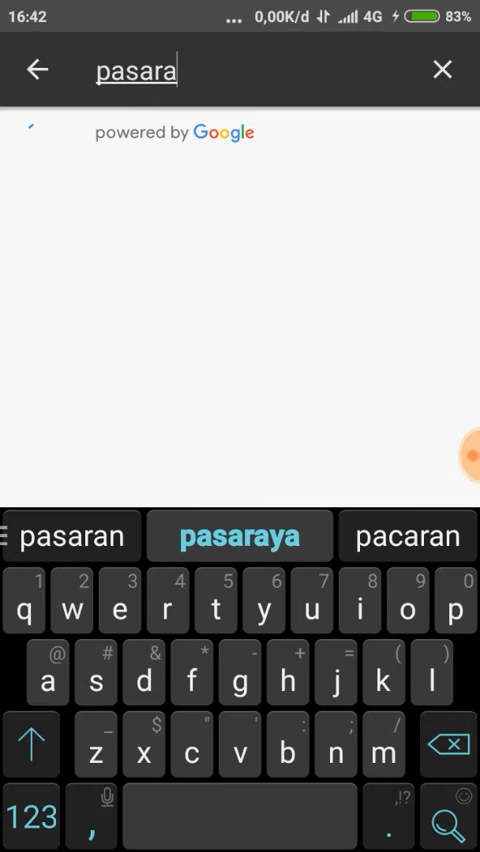 16:42 ... 0,00K/d 4G 83%
pasara
powered by Google
pasaran pasaraya pacaran
1 2 3 4 5 6 7 8 9 0
q w e r t y u i o p
@ # & * - + = ( )
a s d f g h j k l
_ $ " ' : ; /
z x c v b n m
,!?
123 , .